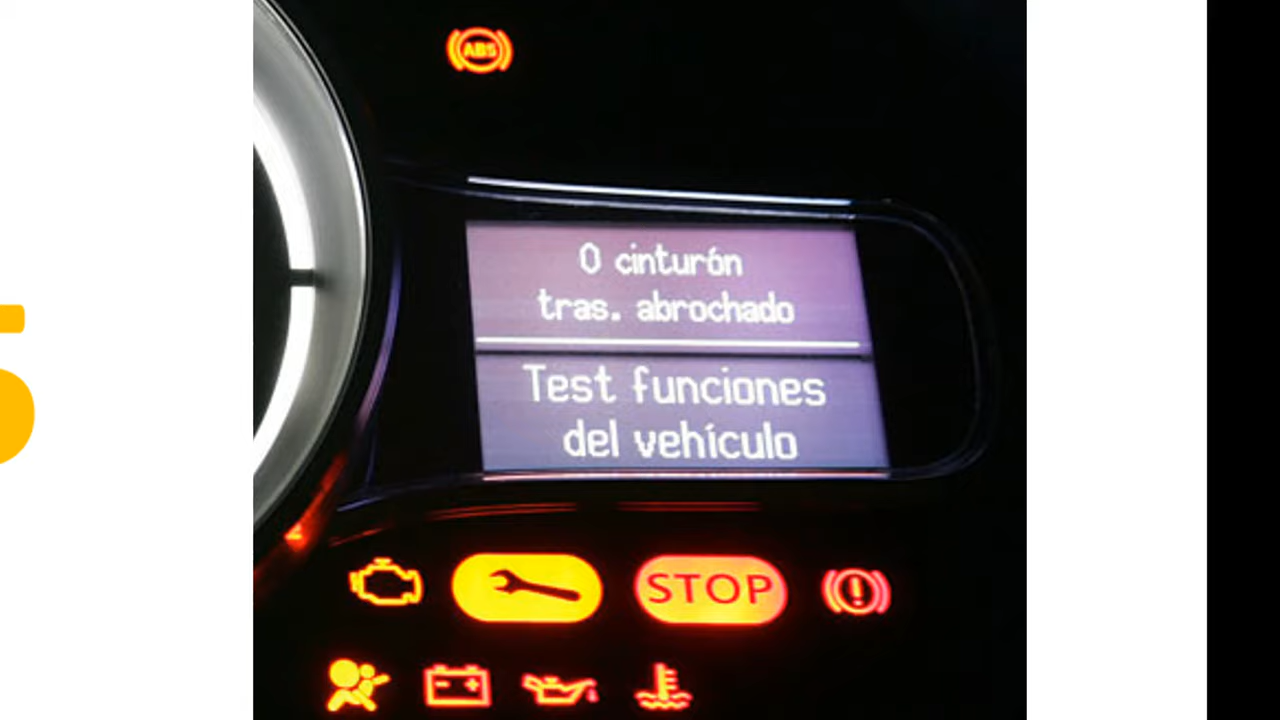 ABS
0 cinturón
tras. abrochado
Test funciones
del vehículo
STOP